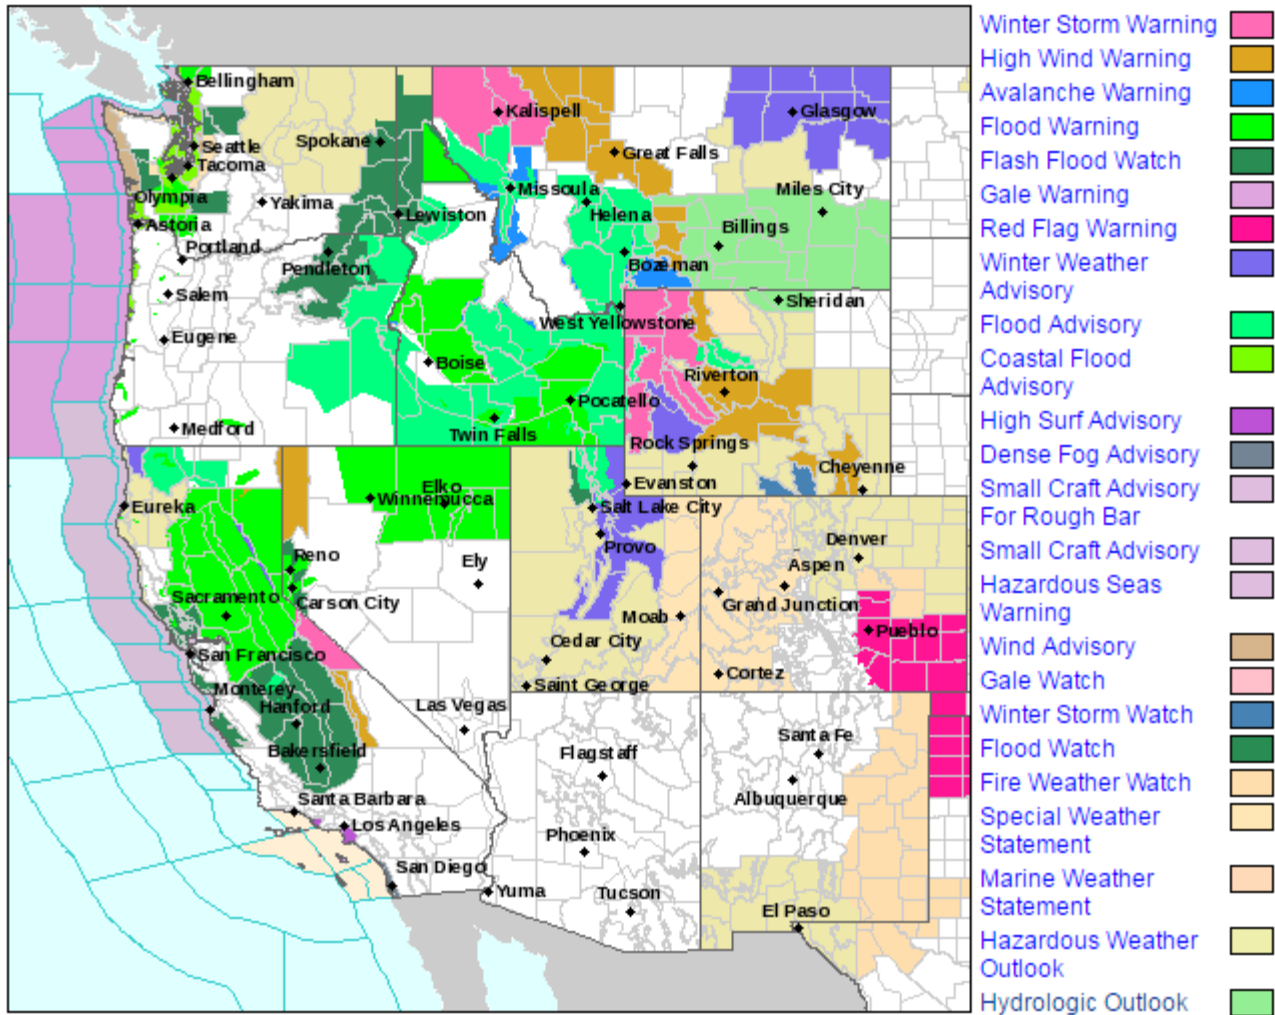 Winter Storm Warning
High Wind Warning
Avalanche Warning
Flood Warning
Flash Flood Watch
Gale Warning
Red Flag Warning
Winter Weather
Advisory
Flood Advisory
Coastal Flood
Advisory
High Surf Advisory
Dense Fog Advisory
Small Craft Advisory
For Rough Bar
Small Craft Advisory
Hazardous Seas
Warning
Wind Advisory
Gale Watch
Winter Storm Watch
Flood Watch
Fire Weather Watch
Special Weather
Statement
Marine Weather
Statement
Hazardous Weather
Outlook
Hydrologic Outlook
Bellingham
Kalispell
Glasgow
Seattle
Spokane
Great Falls
Tacoma
Missoula
Miles City
Olympia
Yakima
Lewiston
Helena
Astoria
Billings
Portland
Pendleton
Bozeman
Salem
Sheridan
West Yellowstone
Eugene
Boise
Riverton
Pocatello
Medford
Twin Falls
Rock Springs
Cheyenne
Elko
Evanston
Winnemucca
Eureka
Salt Lake City
Denver
Provo
Reno
Ely
Aspen
Sacramento
Carson City
Grand Junction
Moab
Pueblo
Cedar City
San Francisco
Cortez
Monterey
Saint George
Hanford
Las Vegas
Santa Fe
Bakersfield
Flagstaff
Santa Barbara
Albuquerque
Los Angeles
Phoenix
San Diego
Yuma
Tucson
El Paso